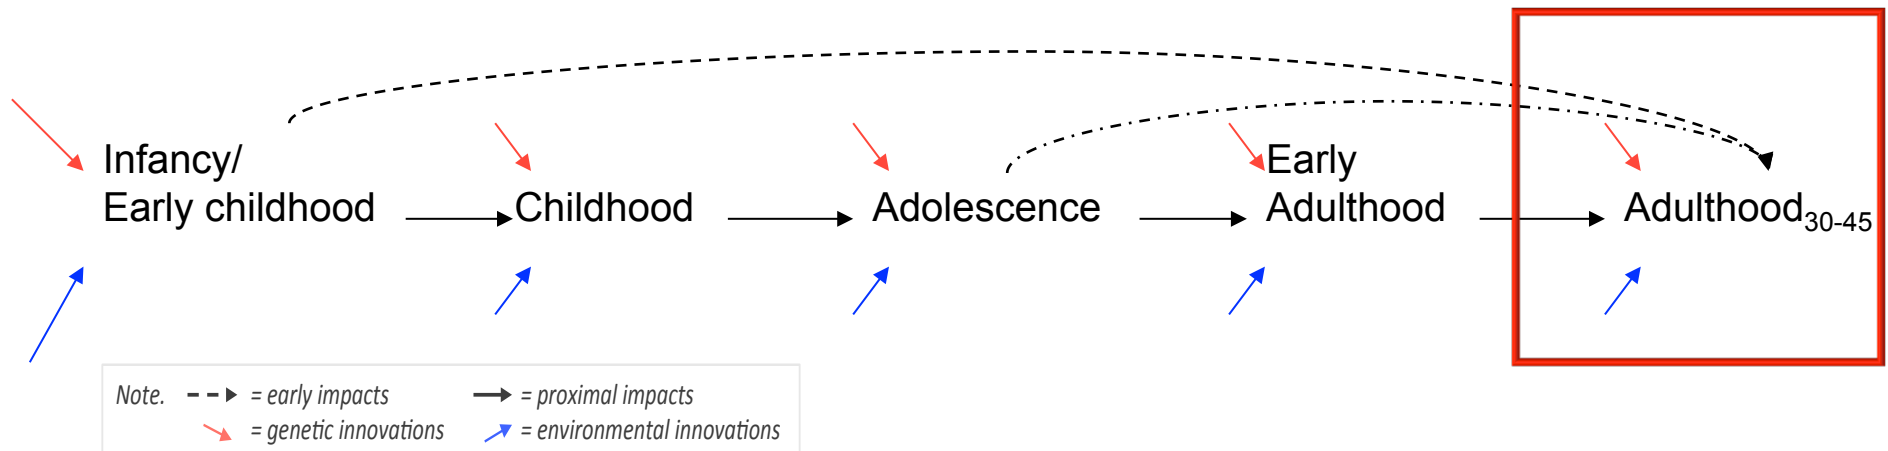 Infancy/
Early childhood
Childhood
Adolescence
Early
Adulthood
Adulthood30-45
Note. = early impacts = proximal impacts
= genetic innovations = environmental innovations